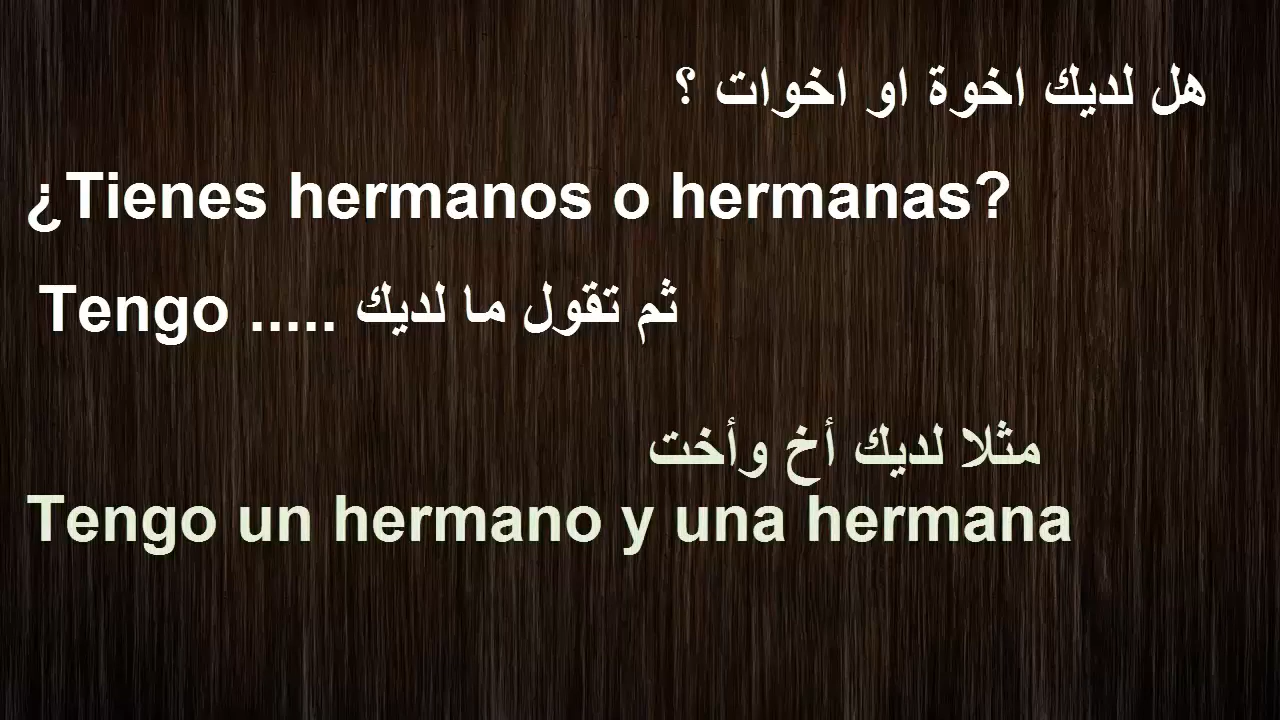 هل لديك اخوة او اخوات ؟
¿Tienes hermanos o hermanas?
Tengo ..... ثم تقول ما لديك
مثلا لديك أخ وأخت
Tengo un hermano y una hermana